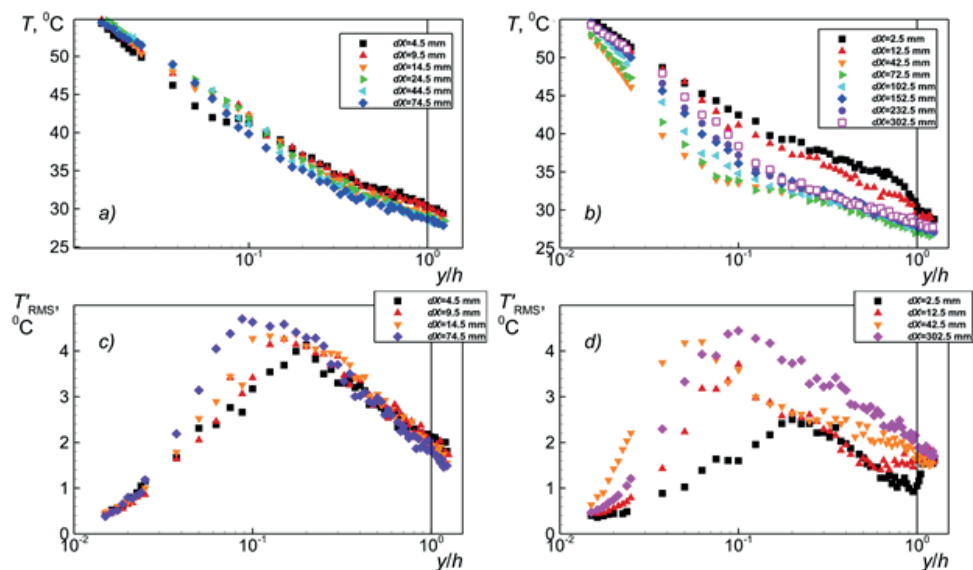 T, ⁰C
55
50
45
40
35
30
25
a)
dX=4.5 mm
dX=9.5 mm
dX=14.5 mm
dX=24.5 mm
dX=44.5 mm
dX=74.5 mm
10⁻¹
10⁰
y/h
T, ⁰C
50
45
40
35
30
25
10⁻²
b)
dX=2.5 mm
dX=12.5 mm
dX=42.5 mm
dX=72.5 mm
dX=102.5 mm
dX=152.5 mm
dX=232.5 mm
dX=302.5 mm
10⁻¹
10⁰
y/h
T'RMS,
⁰C
4
3
2
1
0
10⁻²
c)
dX=4.5 mm
dX=9.5 mm
dX=14.5 mm
dX=74.5 mm
10⁻¹
10⁰
y/h
T'RMS,
⁰C
4
3
2
1
0
10⁻²
d)
dX=2.5 mm
dX=12.5 mm
dX=42.5 mm
dX=302.5 mm
10⁻¹
10⁰
y/h